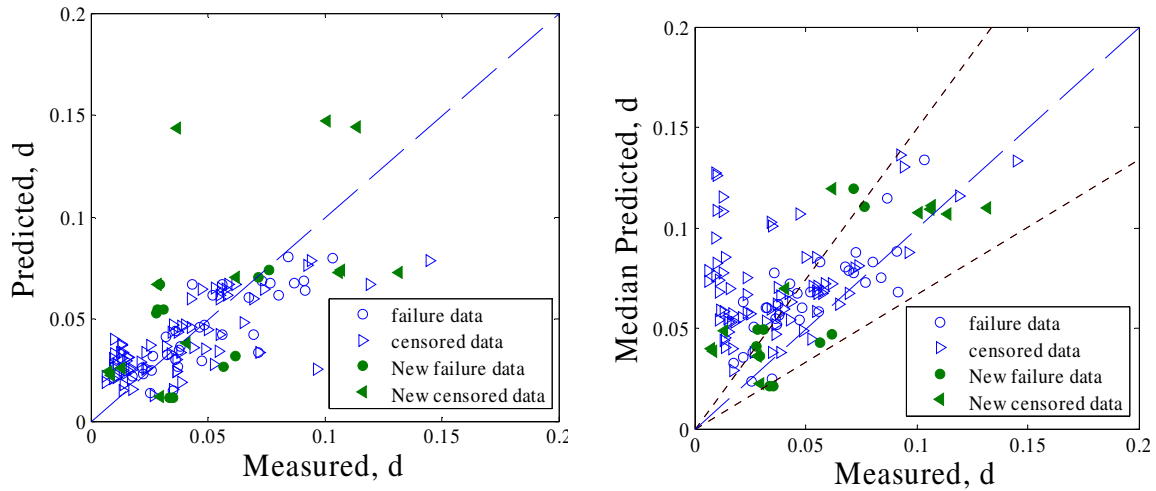 Predicted, d
0.2
0.15
0.1
0.05
0
0
0.05
0.1
0.15
0.2
Measured, d
failure data
censored data
New failure data
New censored data
Median Predicted, d
0.2
0.15
0.1
0.05
0
0
0.05
0.1
0.15
0.2
Measured, d
failure data
censored data
New failure data
New censored data